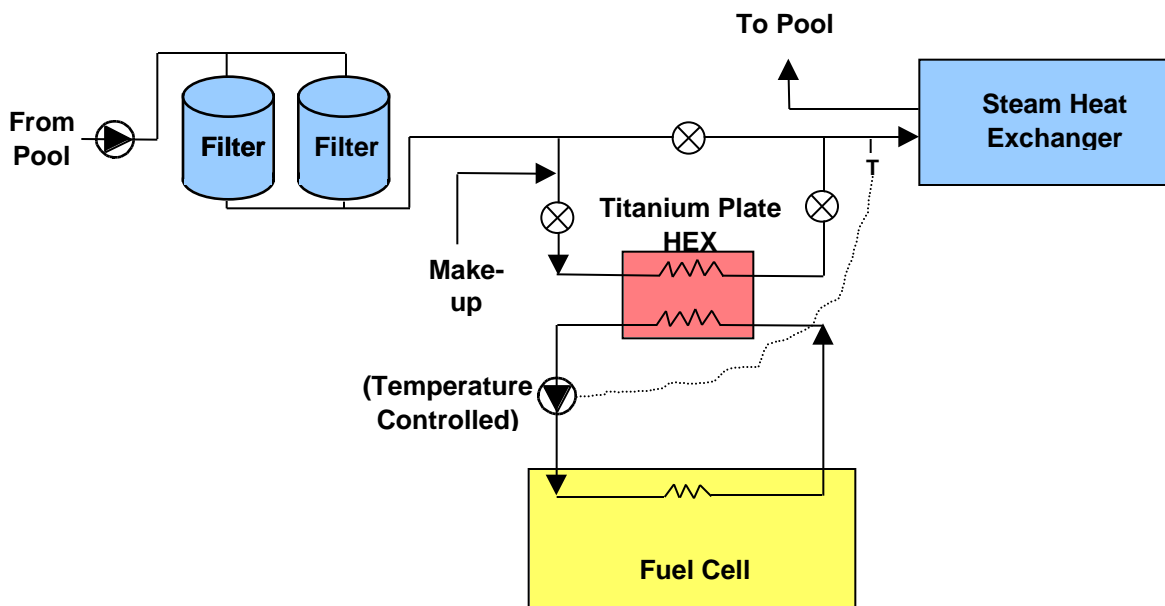 To Pool
From
Pool
Filter
Filter
Steam Heat
Exchanger
T
Titanium Plate
HEX
Make-
up
(Temperature
Controlled)
Fuel Cell